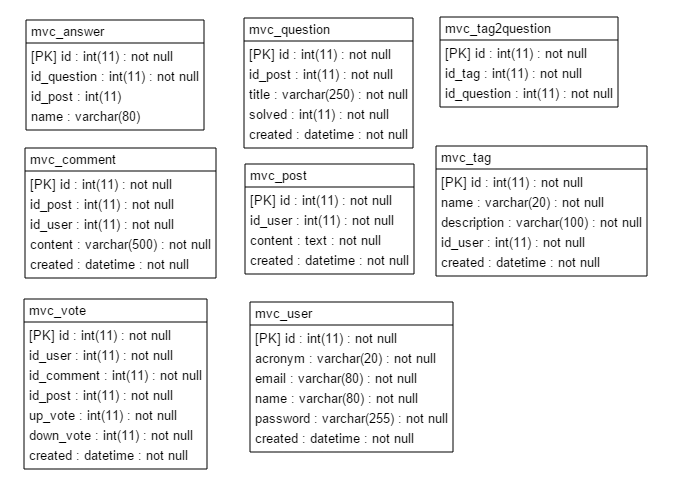 mvc_answer
[PK] id : int(11) : not null
id_question : int(11) : not null
id_post : int(11)
name : varchar(80)
mvc_question
[PK] id : int(11) : not null
id_post : int(11) : not null
title : varchar(250) : not null
solved : int(11) : not null
created : datetime : not null
mvc_tag2question
[PK] id : int(11) : not null
id_tag : int(11) : not null
id_question : int(11) : not null
mvc_comment
[PK] id : int(11) : not null
id_post : int(11) : not null
id_user : int(11) : not null
content : varchar(500) : not null
created : datetime : not null
mvc_post
[PK] id : int(11) : not null
id_user : int(11) : not null
content : text : not null
created : datetime : not null
mvc_tag
[PK] id : int(11) : not null
name : varchar(20) : not null
description : varchar(100) : not null
id_user : int(11) : not null
created : datetime : not null
mvc_vote
[PK] id : int(11) : not null
id_user : int(11) : not null
id_comment : int(11) : not null
id_post : int(11) : not null
up_vote : int(11) : not null
down_vote : int(11) : not null
created : datetime : not null
mvc_user
[PK] id : int(11) : not null
acronym : varchar(20) : not null
email : varchar(80) : not null
name : varchar(80) : not null
password : varchar(255) : not null
created : datetime : not null